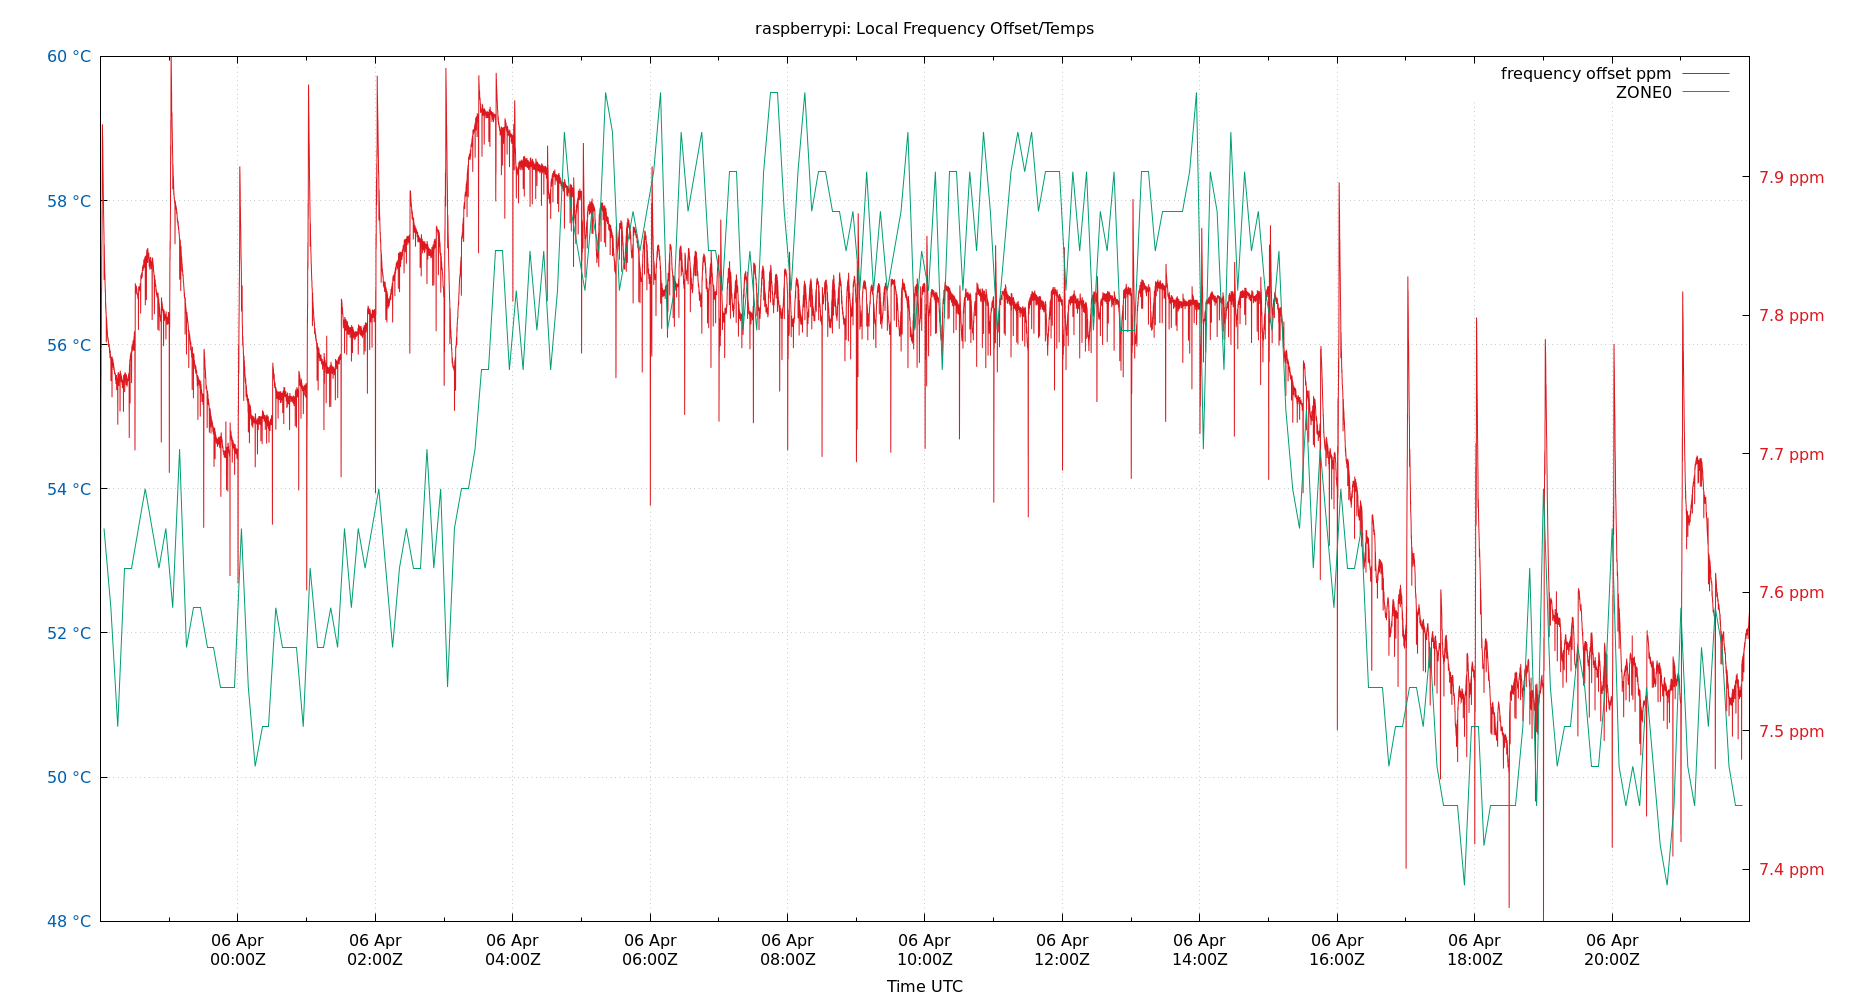 raspberrypi: Local Frequency Offset/Temps
frequency offset ppm
ZONE0
60 °C
58 °C
56 °C
54 °C
52 °C
50 °C
48 °C
7.9 ppm
7.8 ppm
7.7 ppm
7.6 ppm
7.5 ppm
7.4 ppm
06 Apr
00:00Z
06 Apr
02:00Z
06 Apr
04:00Z
06 Apr
06:00Z
06 Apr
08:00Z
06 Apr
10:00Z
06 Apr
12:00Z
06 Apr
14:00Z
06 Apr
16:00Z
06 Apr
18:00Z
06 Apr
20:00Z
Time UTC